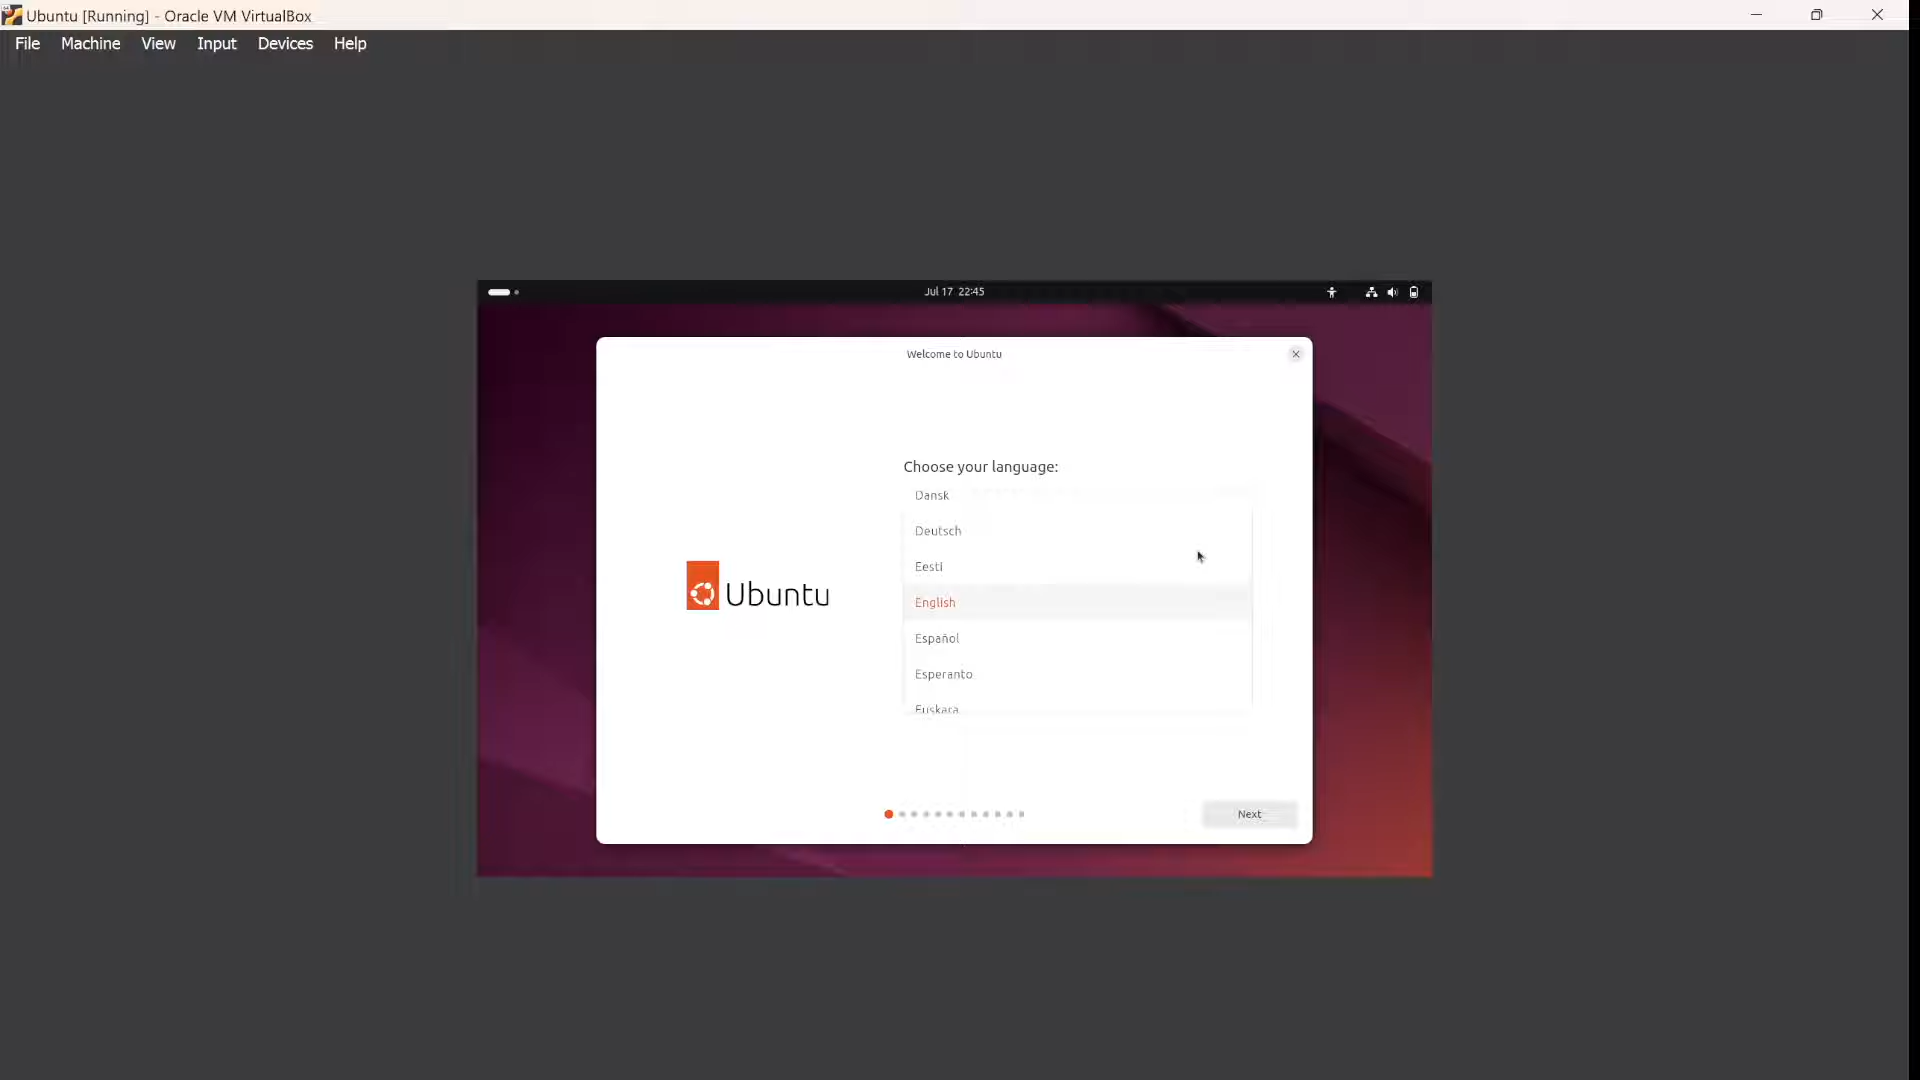 Ubuntu [Running] - Oracle VM VirtualBox
File Machine View Input Devices Help
Jul 17 22:45
Welcome to Ubuntu
Choose your language:
Dansk
Deutsch
Eesti
English
Español
Esperanto
Euskara
Ubuntu
Next